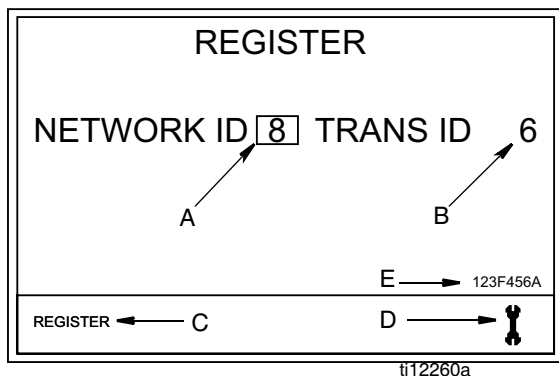 REGISTER
NETWORK ID 8 TRANS ID 6
A B
E 123F456A
REGISTER C D
ti12260a